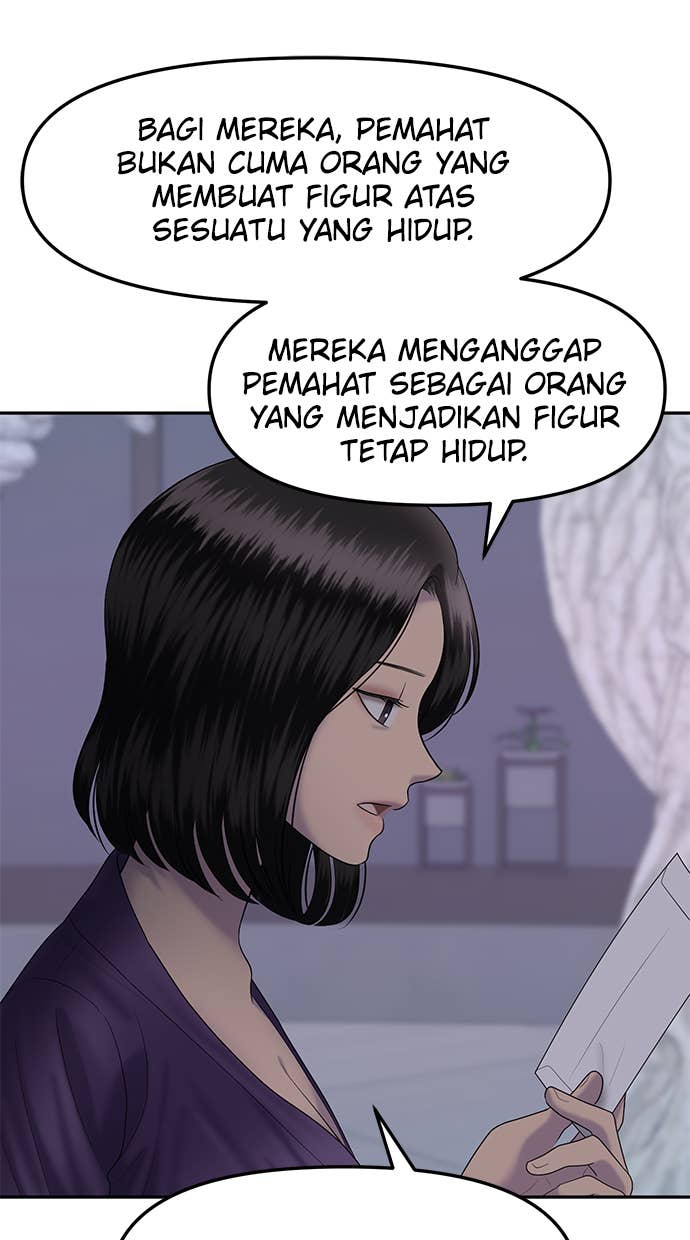 BAGI MEREKA, PEMAHAT
BUKAN CUMA ORANG YANG
MEMBUAT FIGUR ATAS
SESUATU YANG HIDUP.
MEREKA MENGANGGAP
PEMAHAT SEBAGAI ORANG
YANG MENJADIKAN FIGUR
TETAP HIDUP.